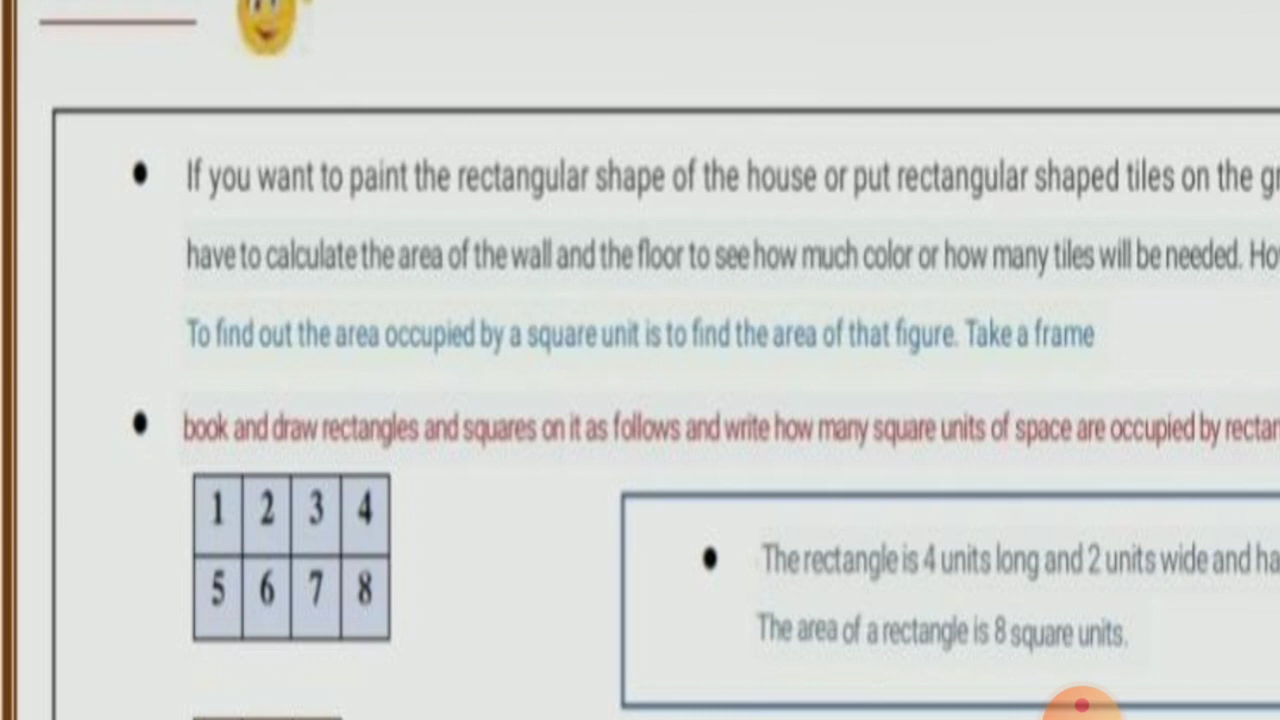 If you want to paint the rectangular shape of the house or put rectangular shaped tiles on the
have to calculate the area of the wall and the floor to see how much color or how many tiles will be needed.
To find out the area occupied by a square unit is to find the area of that figure. Take a frame
book and draw rectangles and squares on it as follows and write how many square units of space are occupied by
1 2 3 4
5 6 7 8
The rectangle is 4 units long and 2 units wide and
The area of a rectangle is 8 square units.